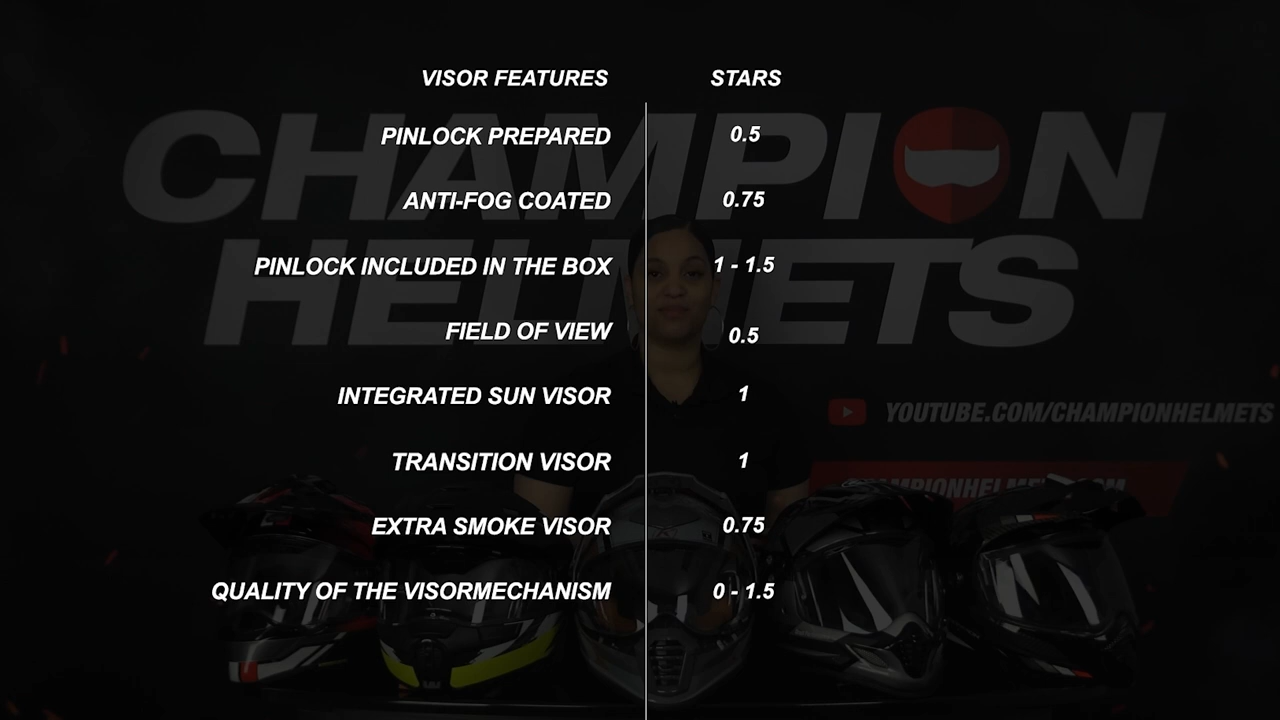 VISOR FEATURES STARS
PINLOCK PREPARED 0.5
ANTI-FOG COATED 0.75
PINLOCK INCLUDED IN THE BOX 1 - 1.5
FIELD OF VIEW 0.5
INTEGRATED SUN VISOR 1
TRANSITION VISOR 1
EXTRA SMOKE VISOR 0.75
QUALITY OF THE VISORMECHANISM 0 - 1.5
CHAMPION
HELMETS
YOUTUBE.COM/CHAMPIONHELMETS
CHAMPIONHELMETS.COM